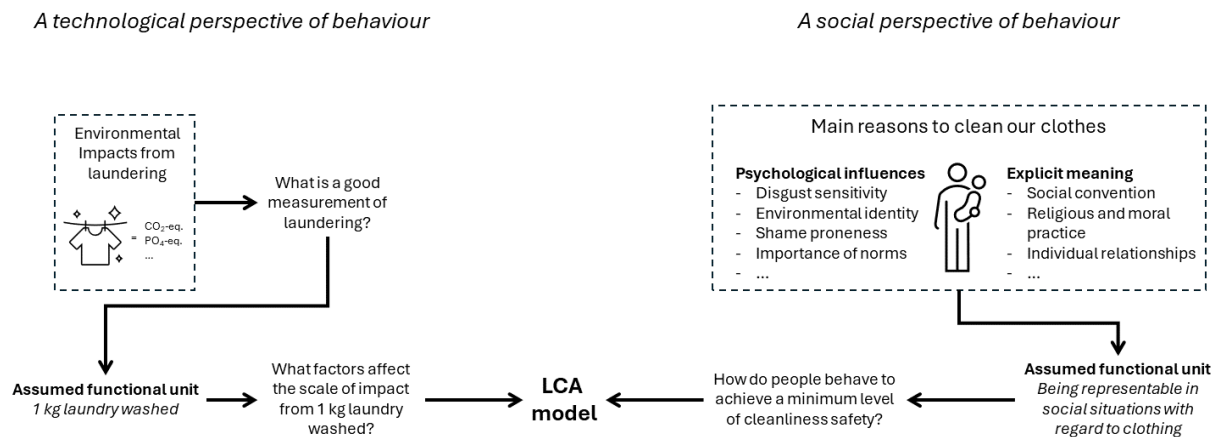 A technological perspective of behaviour
A social perspective of behaviour
Environmental
Impacts from
laundering
= CO₂-eq.
PO₄-eq.
...
What is a good
measurement of
laundering?
Assumed functional unit
1 kg laundry washed
What factors affect
the scale of impact
from 1 kg laundry
washed?
LCA
model
Main reasons to clean our clothes
Psychological influences
- Disgust sensitivity
- Environmental identity
- Shame proneness
- Importance of norms
- ...
Explicit meaning
- Social convention
- Religious and moral
practice
- Individual relationships
- ...
How do people behave to
achieve a minimum level
of cleanliness safety?
Assumed functional unit
Being representable in
social situations with
regard to clothing